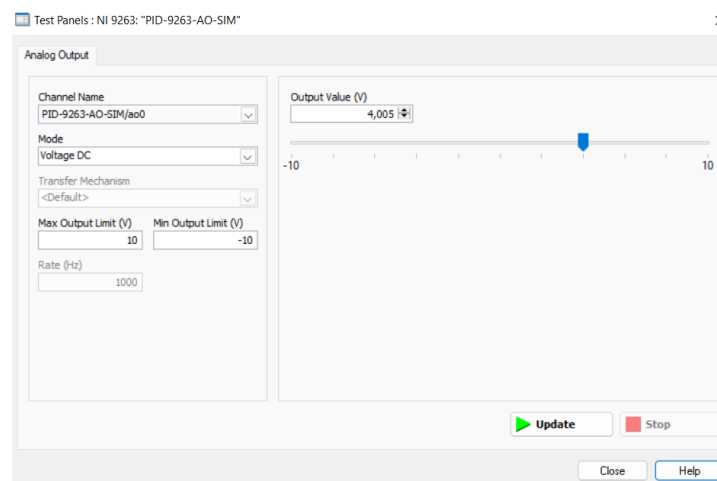 Test Panels : NI 9263: "PID-9263-AO-SIM"
Analog Output
Channel Name
PID-9263-AO-SIM/ao0
Mode
Voltage DC
Transfer Mechanism
<Default>
Max Output Limit (V) Min Output Limit (V)
10 -10
Rate (Hz)
1000
Output Value (V)
4,005
-10 10
Update Stop
Close Help